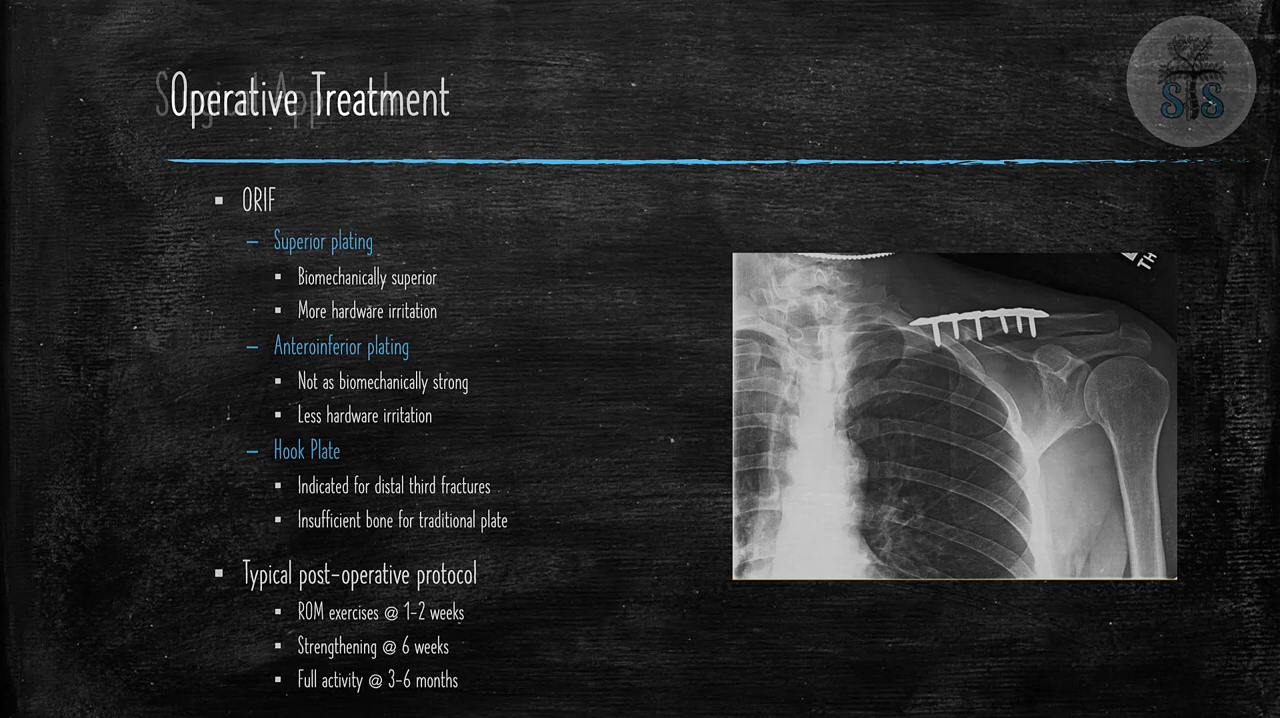 Operative Treatment
ORIF
– Superior plating
Biomechanically superior
More hardware irritation
– Anteroinferior plating
Not as biomechanically strong
Less hardware irritation
– Hook Plate
Indicated for distal third fractures
Insufficient bone for traditional plate
Typical post-operative protocol
ROM exercises @ 1-2 weeks
Strengthening @ 6 weeks
Full activity @ 3-6 months
STS